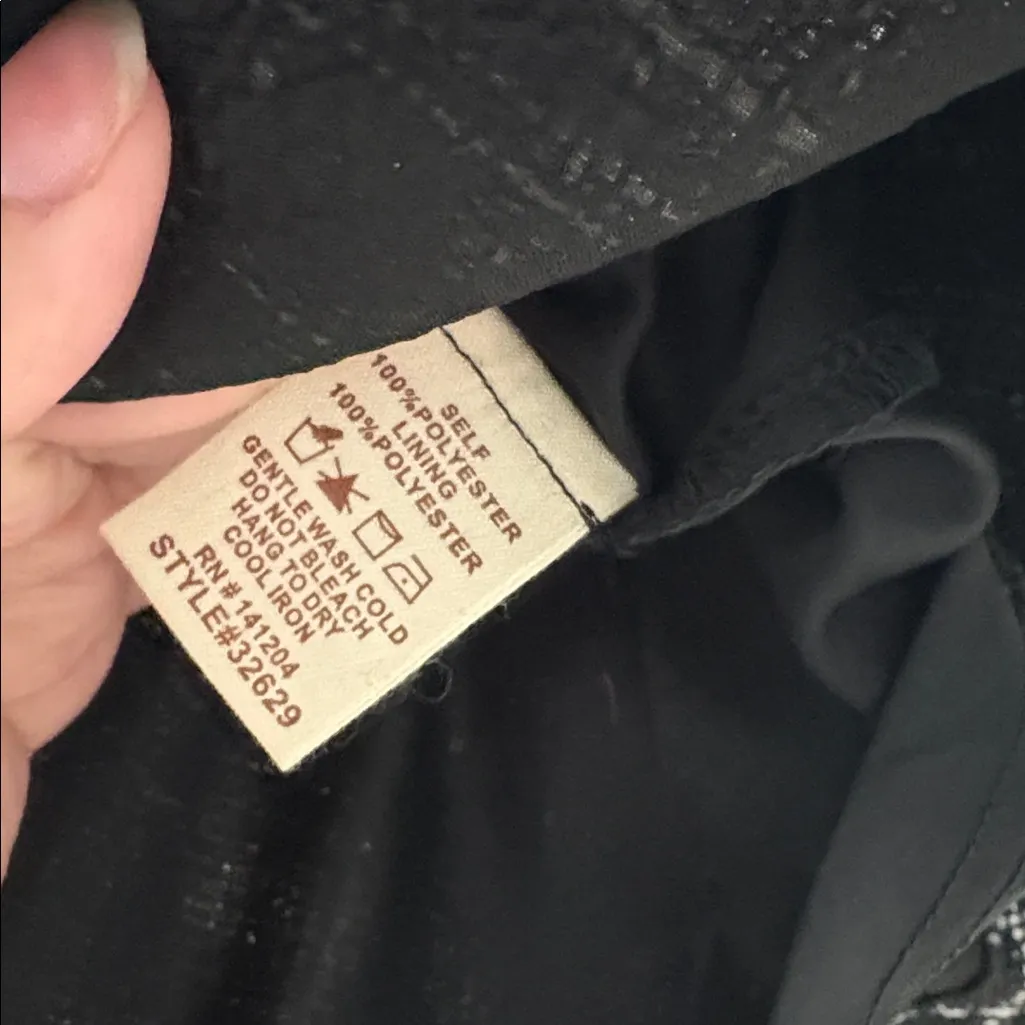 SELF
100%POLYESTER
LINING
100%POLYESTER
GENTLE WASH COLD
DO NOT BLEACH
HANG TO DRY
COOL IRON
RN# 141204
STYLE#32629